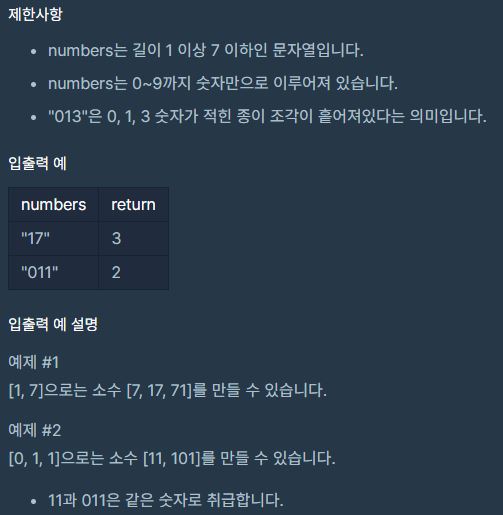 제한사항
• numbers는 길이 1 이상 7 이하인 문자열입니다.
• numbers는 0~9까지 숫자만으로 이루어져 있습니다.
• "013"은 0, 1, 3 숫자가 적힌 종이 조각이 흩어져있다는 의미입니다.
입출력 예
numbers return
"17" 3
"011" 2
입출력 예 설명
예제 #1
[1, 7]으로는 소수 [7, 17, 71]를 만들 수 있습니다.
예제 #2
[0, 1, 1]으로는 소수 [11, 101]를 만들 수 있습니다.
• 11과 011은 같은 숫자로 취급합니다.